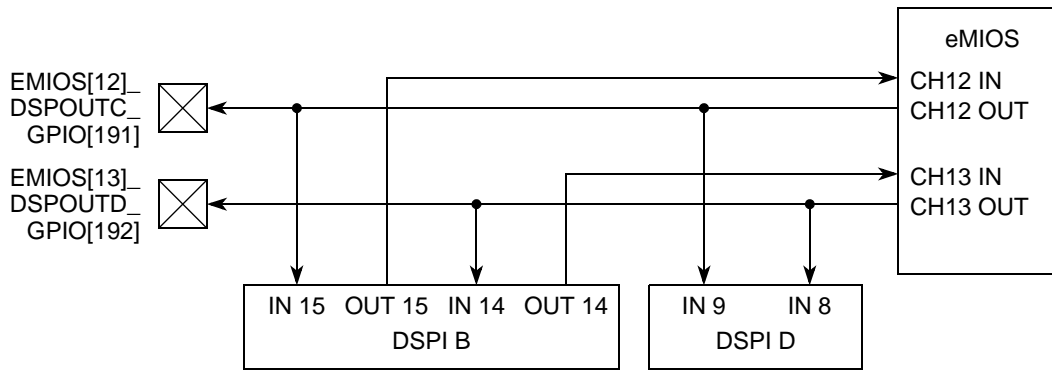 eMIOS
EMIOS[12]_
DSPOUTC_
GPIO[191]
CH12 IN
CH12 OUT
EMIOS[13]_
DSPOUTD_
GPIO[192]
CH13 IN
CH13 OUT
IN 15 OUT 15 IN 14 OUT 14
DSPI B
IN 9 IN 8
DSPI D